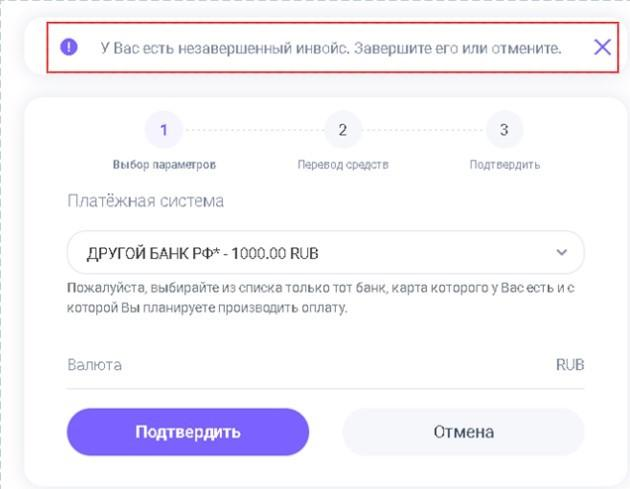 У Вас есть незавершенный инвойс. Завершите его или отмените.
1
2
3
Выбор параметров
Перевод средств
Подтвердить
Платёжная система
ДРУГОЙ БАНК РФ* - 1000.00 RUB
Пожалуйста, выбирайте из списка только тот банк, карта которого у Вас есть и с
которой Вы планируете производить оплату.
Валюта
RUB
Подтвердить
Отмена